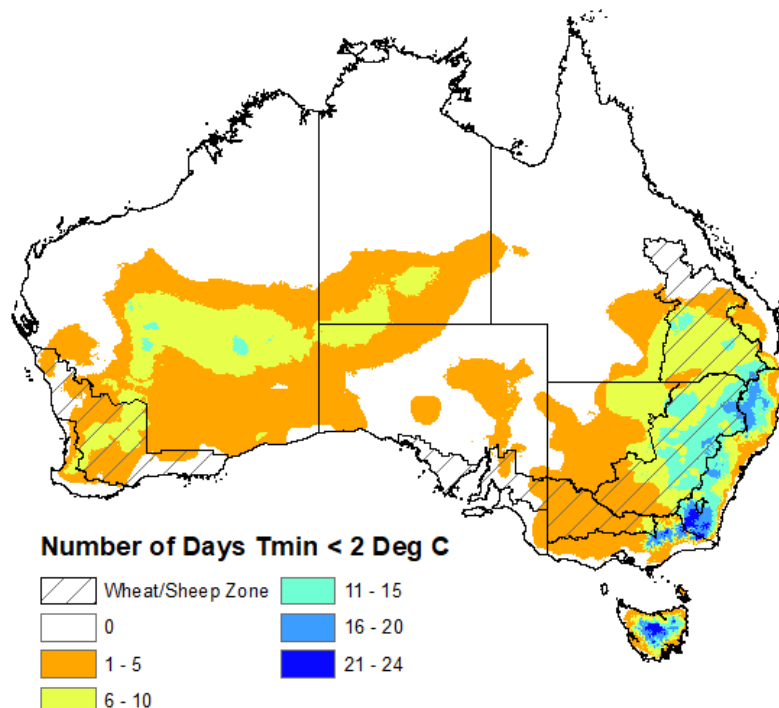 Number of Days Tmin < 2 Deg C
Wheat/Sheep Zone
0
1 - 5
6 - 10
11 - 15
16 - 20
21 - 24